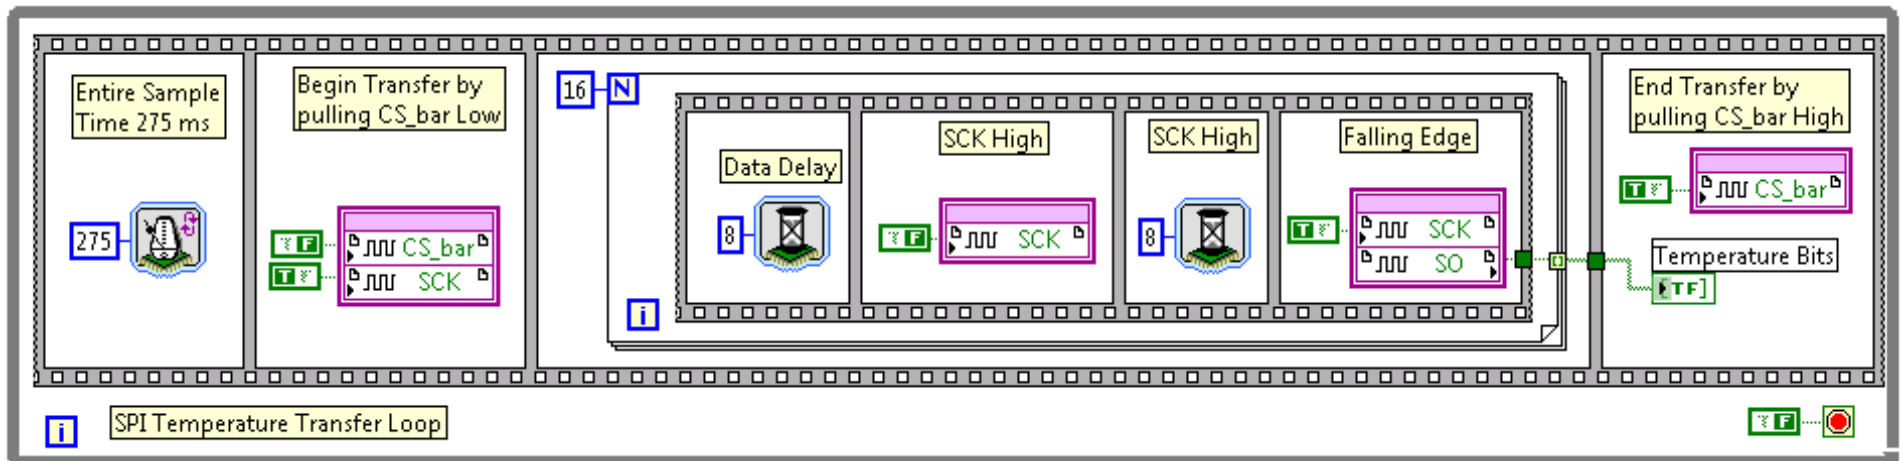 Entire Sample
Time 275 ms
275
Begin Transfer by
pulling CS_bar Low
F
CS_bar
T
SCK
16
N
Data Delay
8
SCK High
F
SCK
SCK High
8
Falling Edge
T
SCK
SO
i
End Transfer by
pulling CS_bar High
T
CS_bar
Temperature Bits
[TF]
i
SPI Temperature Transfer Loop
F